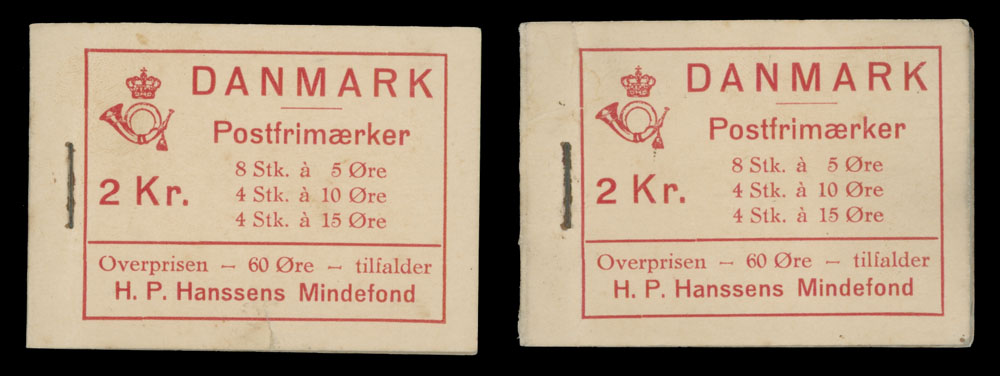 DANMARK
Postfrimærker
8 Stk. à 5 Øre
2 Kr.
4 Stk. à 10 Øre
4 Stk. à 15 Øre
Overprisen – 60 Øre – tilfalder
H. P. Hanssens Mindefond
DANMARK
Postfrimærker
8 Stk. à 5 Øre
2 Kr.
4 Stk. à 10 Øre
4 Stk. à 15 Øre
Overprisen – 60 Øre – tilfalder
H. P. Hanssens Mindefond